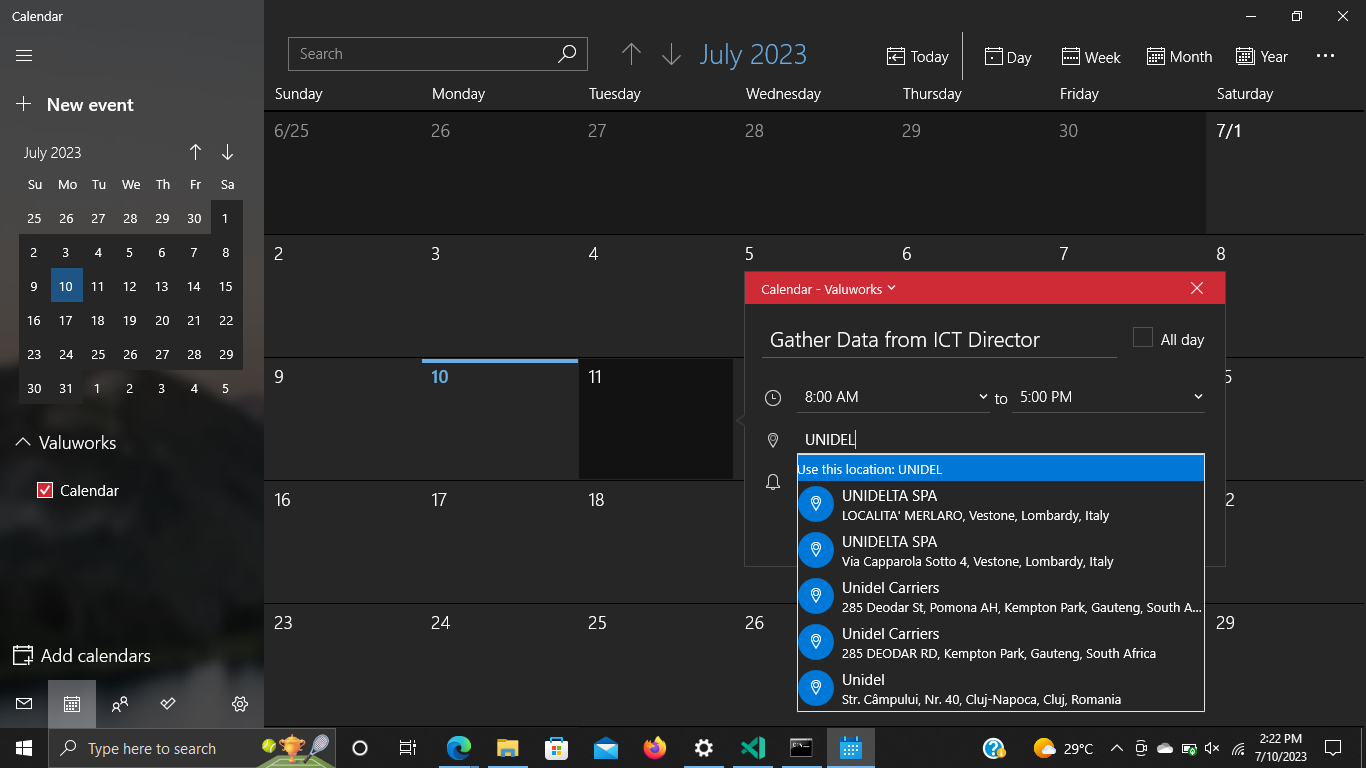 Calendar
Search
July 2023
Today
Day
Week
Month
Year
New event
Sunday Monday Tuesday Wednesday Thursday Friday Saturday
July 2023
Su Mo Tu We Th Fr Sa
25 26 27 28 29 30 1
2 3 4 5 6 7 8
9 10 11 12 13 14 15
16 17 18 19 20 21 22
23 24 25 26 27 28 29
30 31 1 2 3 4 5
Valuworks
Calendar
Add calendars
6/25 26 27 28 29 30 7/1
2 3 4 5 6 7 8
9 10 11
16 17 18
23 24 25 26 29
Calendar - Valuworks
Gather Data from ICT Director
All day
8:00 AM to 5:00 PM
UNIDEL
Use this location: UNIDEL
UNIDELTA SPA
LOCALITA' MERLARO, Vestone, Lombardy, Italy
UNIDELTA SPA
Via Capparola Sotto 4, Vestone, Lombardy, Italy
Unidel Carriers
285 Deodar St, Pomona AH, Kempton Park, Gauteng, South A...
Unidel Carriers
285 DEODAR RD, Kempton Park, Gauteng, South Africa
Unidel
Str. Câmpului, Nr. 40, Cluj-Napoca, Cluj, Romania
Type here to search
29°C
2:22 PM
7/10/2023